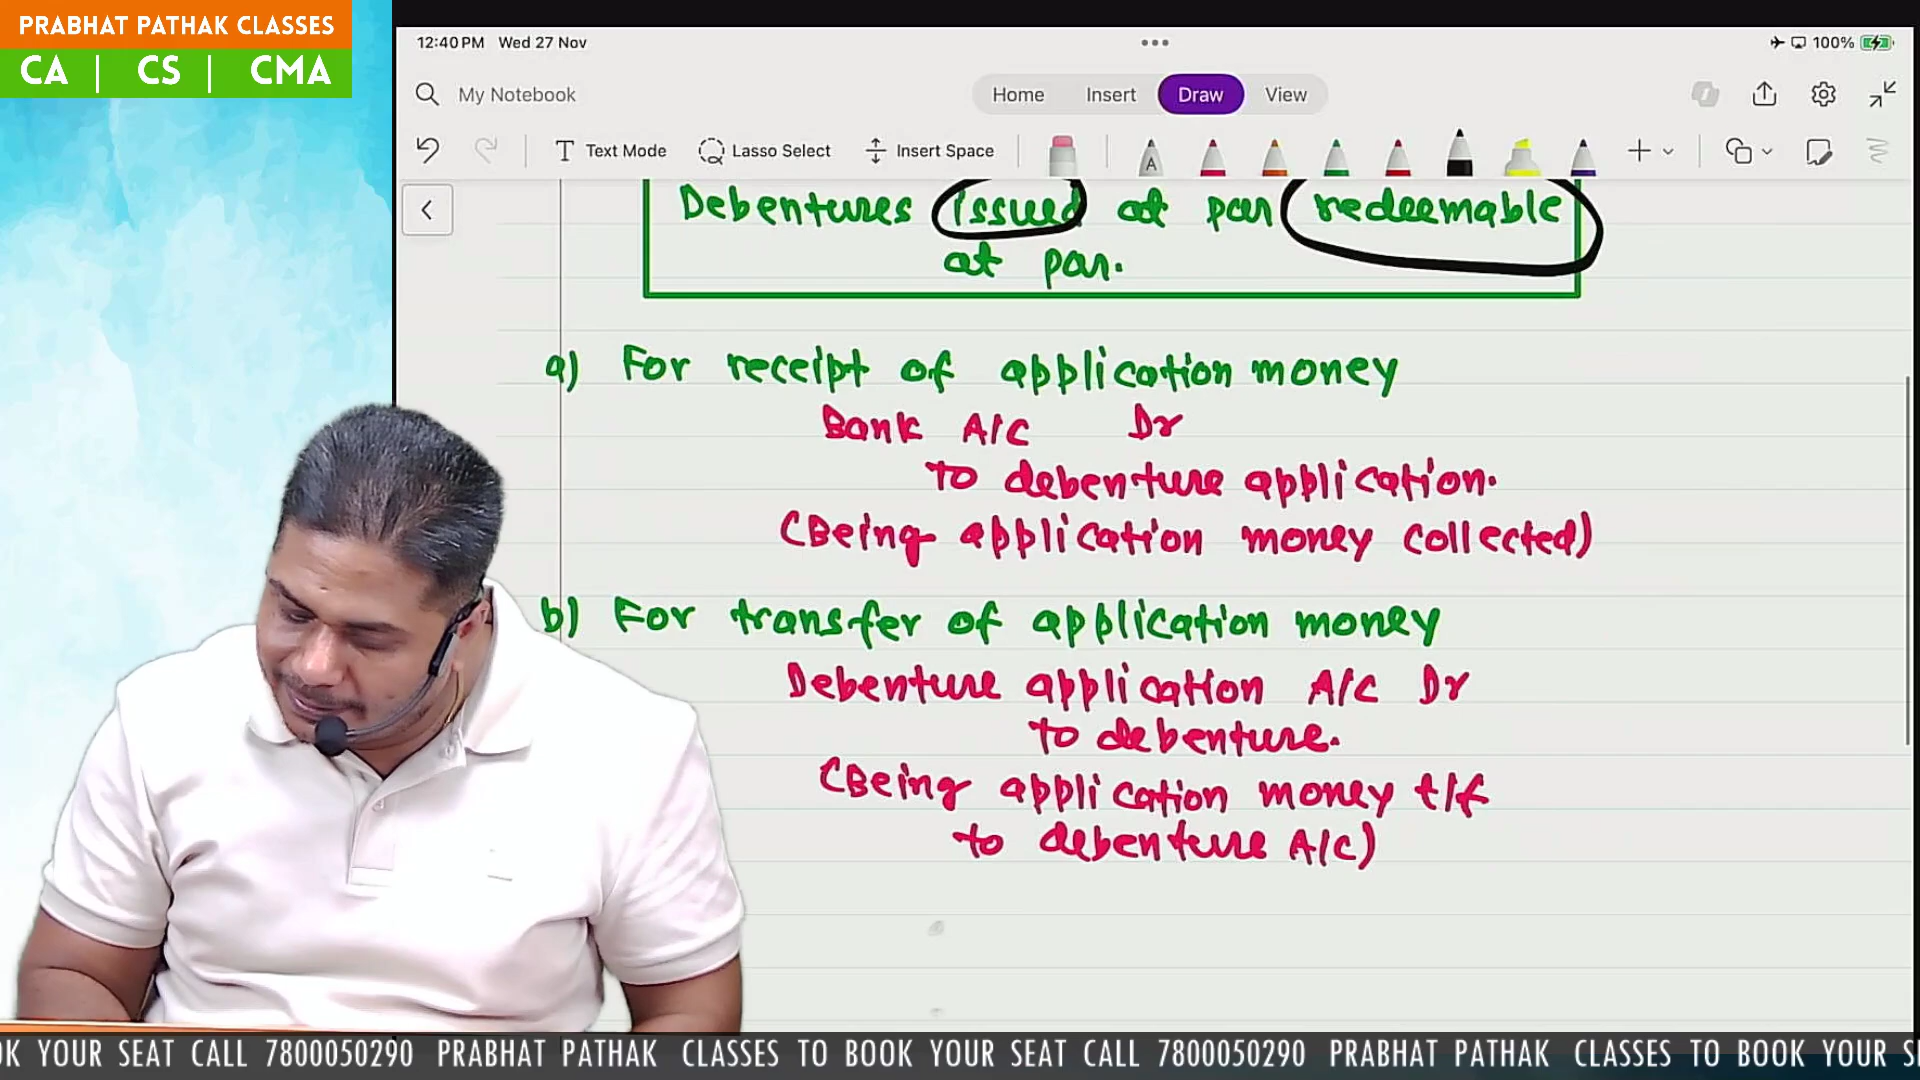 PRABHAT PATHAK CLASSES
CA | CS | CMA
12:40 PM Wed 27 Nov
100%
My Notebook
Home Insert Draw View
Text Mode Lasso Select Insert Space
A
Debentures issued at par redeemable
at par.
a) For receipt of application money
Bank A/C Dr
To debenture application.
(Being application money collected)
b) For transfer of application money
Debenture application A/C Dr
To debenture.
(Being application money t/f
to debenture A/C)
OK YOUR SEAT CALL 7800050290 PRABHAT PATHAK CLASSES TO BOOK YOUR SEAT CALL 7800050290 PRABHAT PATHAK CLASSES TO BOOK YOUR S